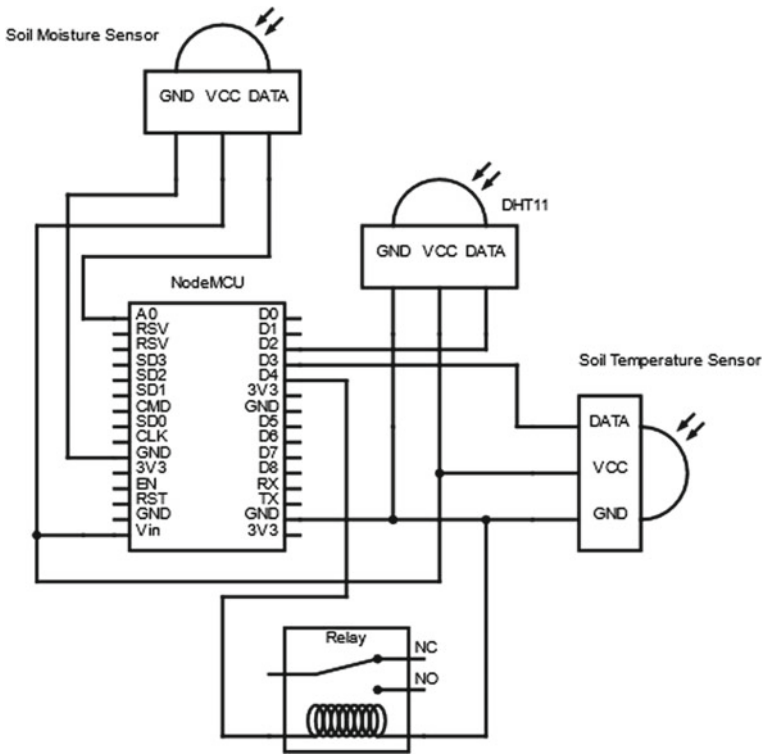 Soil Moisture Sensor
GND VCC DATA
DHT11
GND VCC DATA
NodeMCU
A0 D0
RSV D1
RSV D2
SD3 D3
SD2 D4
SD1 3V3
CMD GND
SD0 D5
CLK D6
GND D7
3V3 D8
EN RX
RST TX
GND GND
Vin 3V3
Soil Temperature Sensor
DATA
VCC
GND
Relay
NC
NO